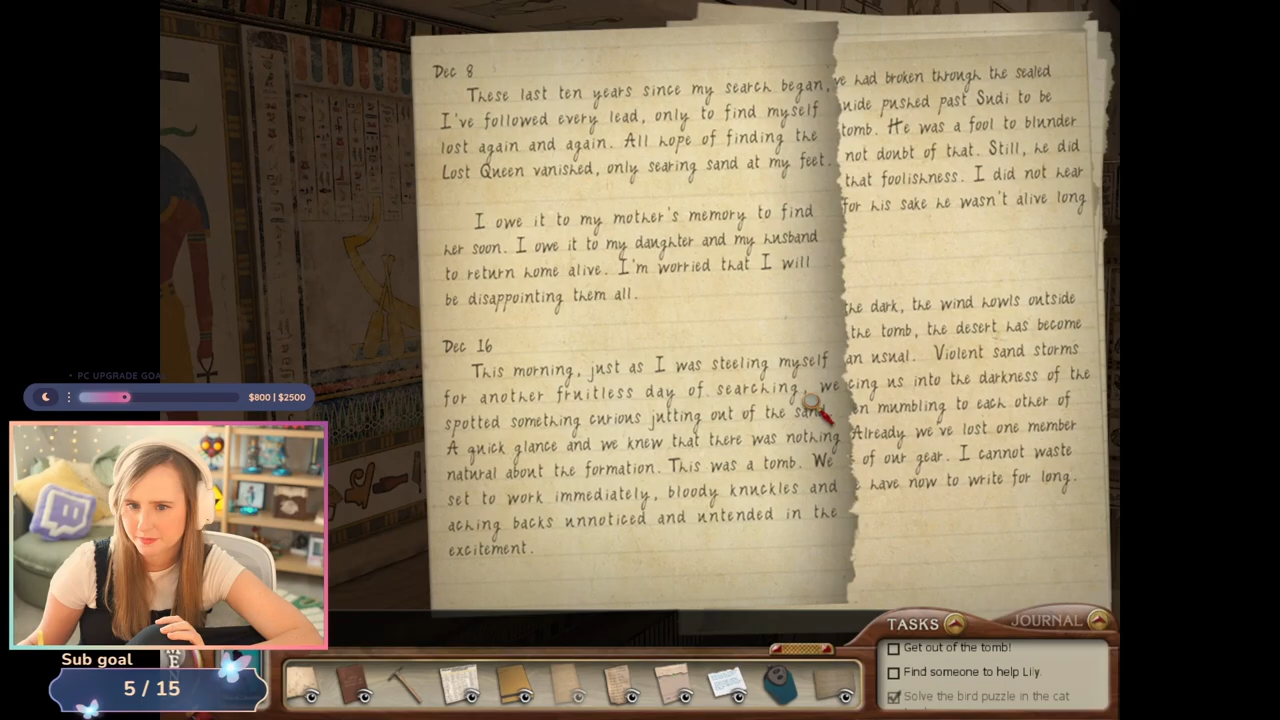 Dec 8
These last ten years since my search began,
I've followed every lead, only to find myself
lost again and again. All hope of finding the
Lost Queen vanished, only searing sand at my feet.
I owe it to my mother's memory to find
her soon. I owe it to my daughter and my husband
to return home alive. I'm worried that I will
be disappointing them all.
Dec 16
This morning, just as I was steeling myself
for another fruitless day of searching, we
spotted something curious jutting out of the
A quick glance and we knew that there was nothing
natural about the formation. This was a tomb. We
set to work immediately, bloody knuckles and
aching backs unnoticed and untended in the
excitement.
had broken through the sealed
pushed past Sudi to be
tomb. He was a fool to blunder
not doubt of that. Still, he did
that foolishness. I did not hear
for his sake he wasn't alive long
the dark, the wind howls outside
the tomb, the desert has become
an usual. Violent sand storms
cing us into the darkness of the
en mumbling to each other of
Already we've lost one member
of our gear. I cannot waste
have now to write for long.
• PC UPGRADE GOA
$800 | $2500
Sub goal
5 / 15
TASKS
JOURNAL
Get out of the tomb!
Find someone to help Lily.
Solve the bird puzzle in the cat